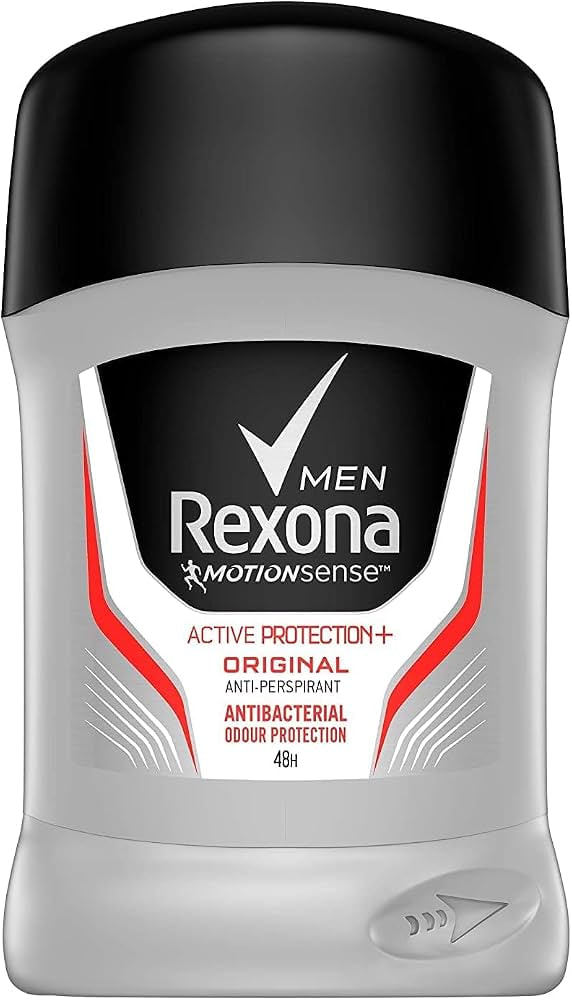 MEN
Rexona
MOTIONSENSE™
ACTIVE PROTECTION+
ORIGINAL
ANTI-PERSPIRANT
ANTIBACTERIAL
ODOUR PROTECTION
48H